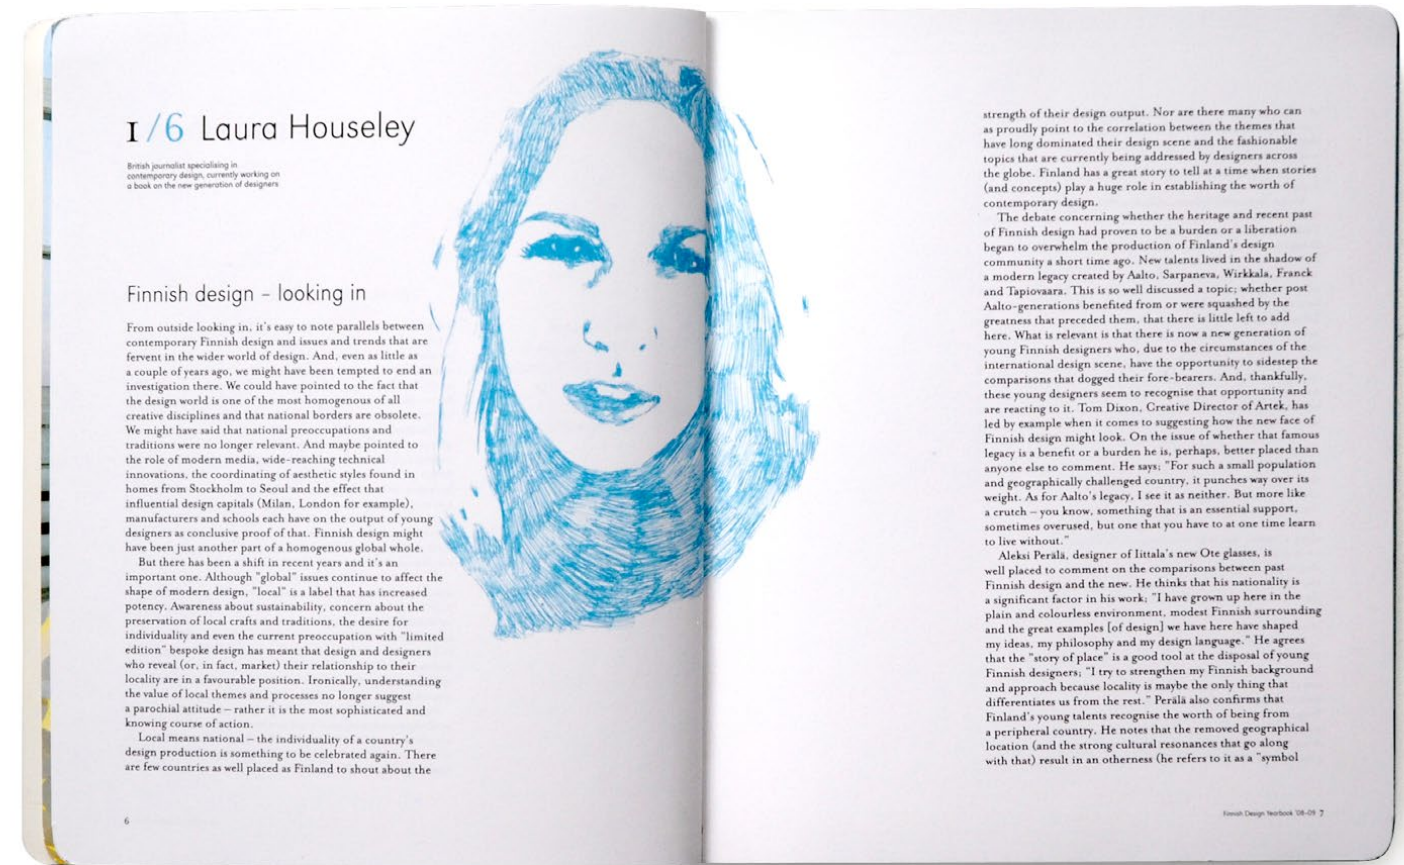 1/6 Laura Houseley
British journalist specialising in
contemporary design, currently working on
a book on the new generation of designers
Finnish design – looking in
From outside looking in, it's easy to note parallels between
contemporary Finnish design and issues and trends that are
fervent in the wider world of design. And, even as little as
a couple of years ago, we might have been tempted to end an
investigation there. We could have pointed to the fact that
the design world is one of the most homogenous of all
creative disciplines and that national borders are obsolete.
We might have said that national preoccupations and
traditions were no longer relevant. And maybe pointed to
the role of modern media, wide-reaching technical
innovations, the coordinating of aesthetic styles found in
homes from Stockholm to Seoul and the effect that
influential design capitals (Milan, London for example),
manufacturers and schools each have on the output of young
designers as conclusive proof of that. Finnish design might
have been just another part of a homogenous global whole.
But there has been a shift in recent years and it's an
important one. Although "global" issues continue to affect the
shape of modern design, "local" is a label that has increased
potency. Awareness about sustainability, concern about the
preservation of local crafts and traditions, the desire for
individuality and even the current preoccupation with "limited
edition" bespoke design has meant that design and designers
who reveal (or, in fact, market) their relationship to their
locality are in a favourable position. Ironically, understanding
the value of local themes and processes no longer suggest
a parochial attitude – rather it is the most sophisticated and
knowing course of action.
Local means national – the individuality of a country's
design production is something to be celebrated again. There
are few countries as well placed as Finland to shout about the
6
strength of their design output. Nor are there many who can
as proudly point to the correlation between the themes that
have long dominated their design scene and the fashionable
topics that are currently being addressed by designers across
the globe. Finland has a great story to tell at a time when stories
(and concepts) play a huge role in establishing the worth of
contemporary design.
The debate concerning whether the heritage and recent past
of Finnish design had proven to be a burden or a liberation
began to overwhelm the production of Finland's design
community a short time ago. New talents lived in the shadow of
a modern legacy created by Aalto, Sarpaneva, Wirkkala, Franck
and Tapiovaara. This is so well discussed a topic; whether post
Aalto-generations benefited from or were squashed by the
greatness that preceded them, that there is little left to add
here. What is relevant is that there is now a new generation of
young Finnish designers who, due to the circumstances of the
international design scene, have the opportunity to sidestep the
comparisons that dogged their fore-bearers. And, thankfully,
these young designers seem to recognise that opportunity and
are reacting to it. Tom Dixon, Creative Director of Artek, has
led by example when it comes to suggesting how the new face of
Finnish design might look. On the issue of whether that famous
legacy is a benefit or a burden he is, perhaps, better placed than
anyone else to comment. He says; "For such a small population
and geographically challenged country, it punches way over its
weight. As for Aalto's legacy, I see it as neither. But more like
a crutch – you know, something that is an essential support,
sometimes overused, but one that you have to at one time learn
to live without."
Aleksi Perälä, designer of Iittala's new Ote glasses, is
well placed to comment on the comparisons between past
Finnish design and the new. He thinks that his nationality is
a significant factor in his work; "I have grown up here in the
plain and colourless environment, modest Finnish surrounding
and the great examples [of design] we have here have shaped
my ideas, my philosophy and my design language." He agrees
that the "story of place" is a good tool at the disposal of young
Finnish designers; "I try to strengthen my Finnish background
and approach because locality is maybe the only thing that
differentiates us from the rest." Perälä also confirms that
Finland's young talents recognise the worth of being from
a peripheral country. He notes that the removed geographical
location (and the strong cultural resonances that go along
with that) result in an otherness (he refers to it as a "symbol
Finnish Design Yearbook '08–09 7